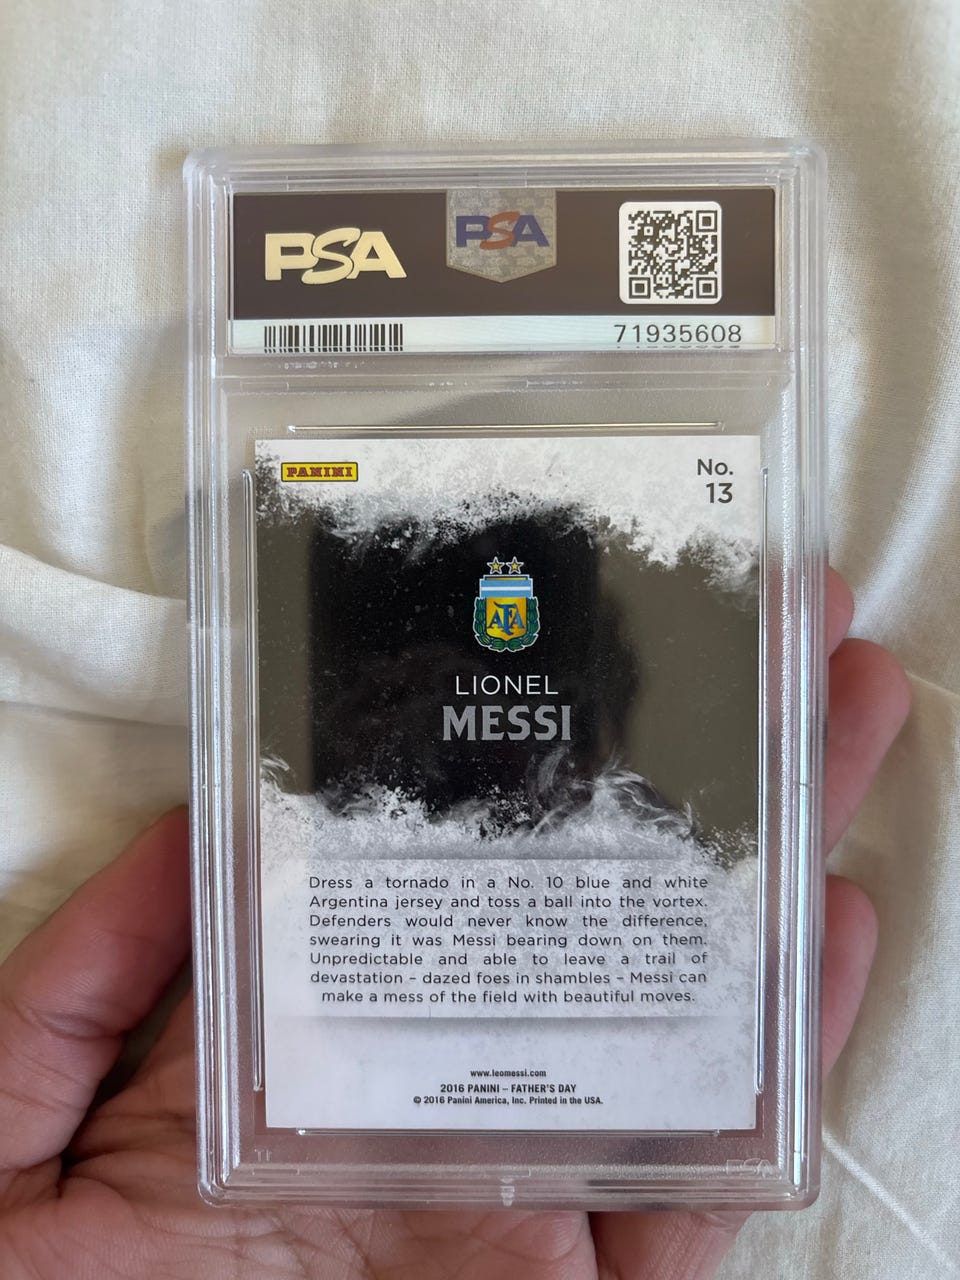 PSA
PSA
71935608
PANINI
No.
13
AFA
LIONEL
MESSI
Dress a tornado in a No. 10 blue and white
Argentina jersey and toss a ball into the vortex.
Defenders would never know the difference,
swearing it was Messi bearing down on them.
Unpredictable and able to leave a trail of
devastation – dazed foes in shambles – Messi can
make a mess of the field with beautiful moves.
www.leomessi.com
2016 PANINI – FATHER'S DAY
© 2016 Panini America, Inc. Printed in the USA.
PSA